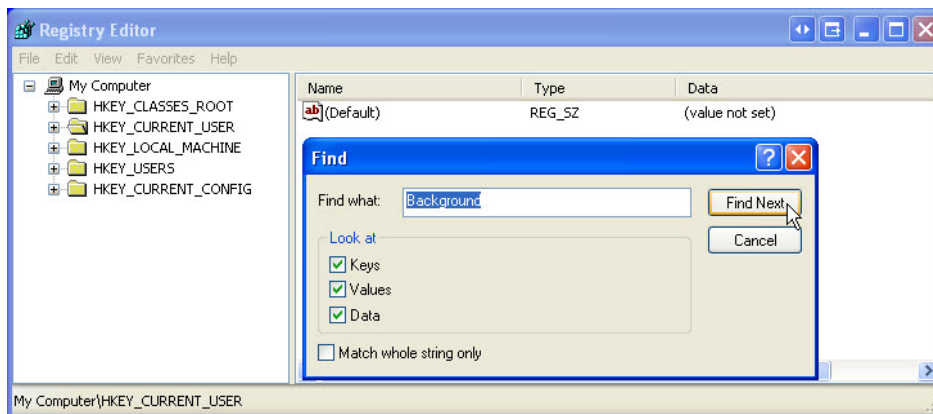 Registry Editor
File Edit View Favorites Help
My Computer
HKEY_CLASSES_ROOT
HKEY_CURRENT_USER
HKEY_LOCAL_MACHINE
HKEY_USERS
HKEY_CURRENT_CONFIG
Name Type Data
ab (Default) REG_SZ (value not set)
Find
Find what: Background Find Next
Look at Cancel
Keys
Values
Data
Match whole string only
My Computer\HKEY_CURRENT_USER